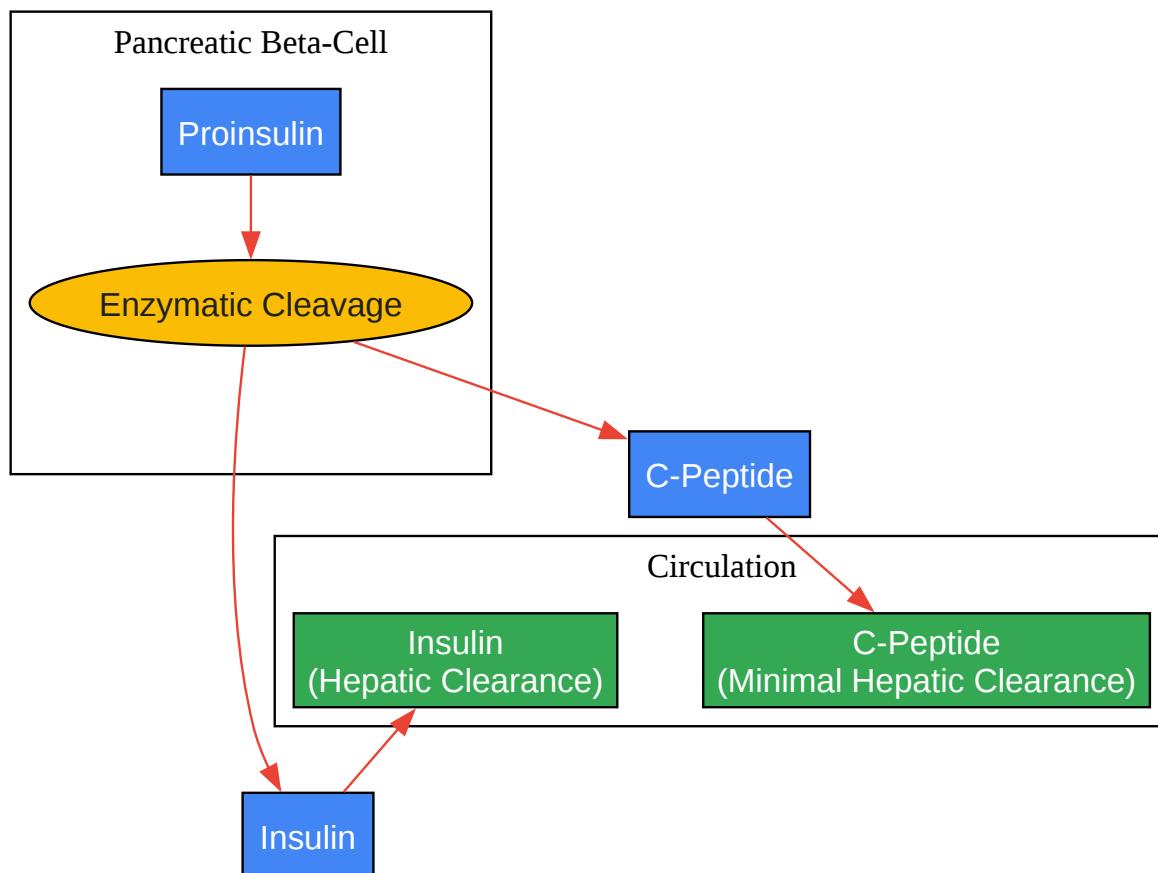 Pancreatic Beta-Cell
Proinsulin
Enzymatic Cleavage
C-Peptide
Circulation
Insulin
(Hepatic Clearance)
C-Peptide
(Minimal Hepatic Clearance)
Insulin